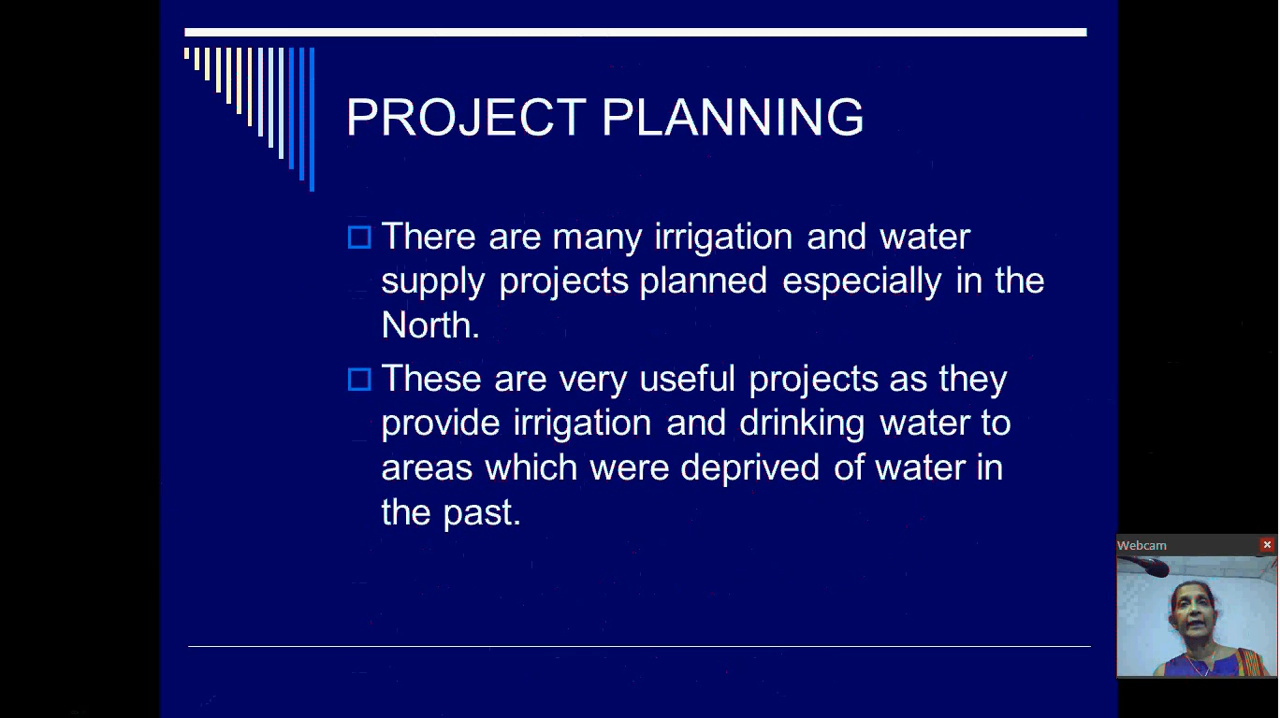 PROJECT PLANNING
There are many irrigation and water
supply projects planned especially in the
North.
These are very useful projects as they
provide irrigation and drinking water to
areas which were deprived of water in
the past.
Webcam